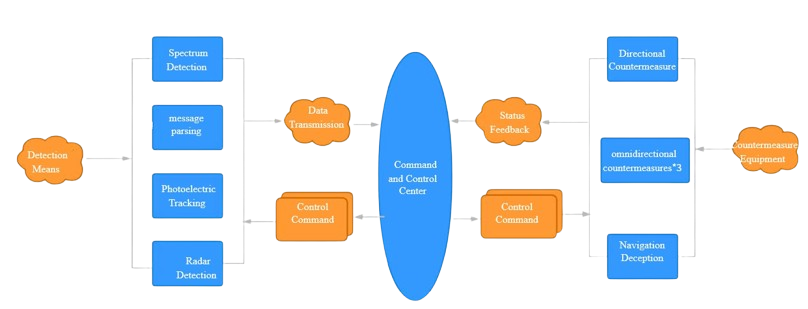 Spectrum
Detection
message
parsing
Photoelectric
Tracking
Radar
Detection
Detection
Means
Data
Transmission
Control
Command
Command
and Control
Center
Status
Feedback
Control
Command
Directional
Countermeasure
omnidirectional
countermeasures*3
Navigation
Deception
Countermeasure
Equipment